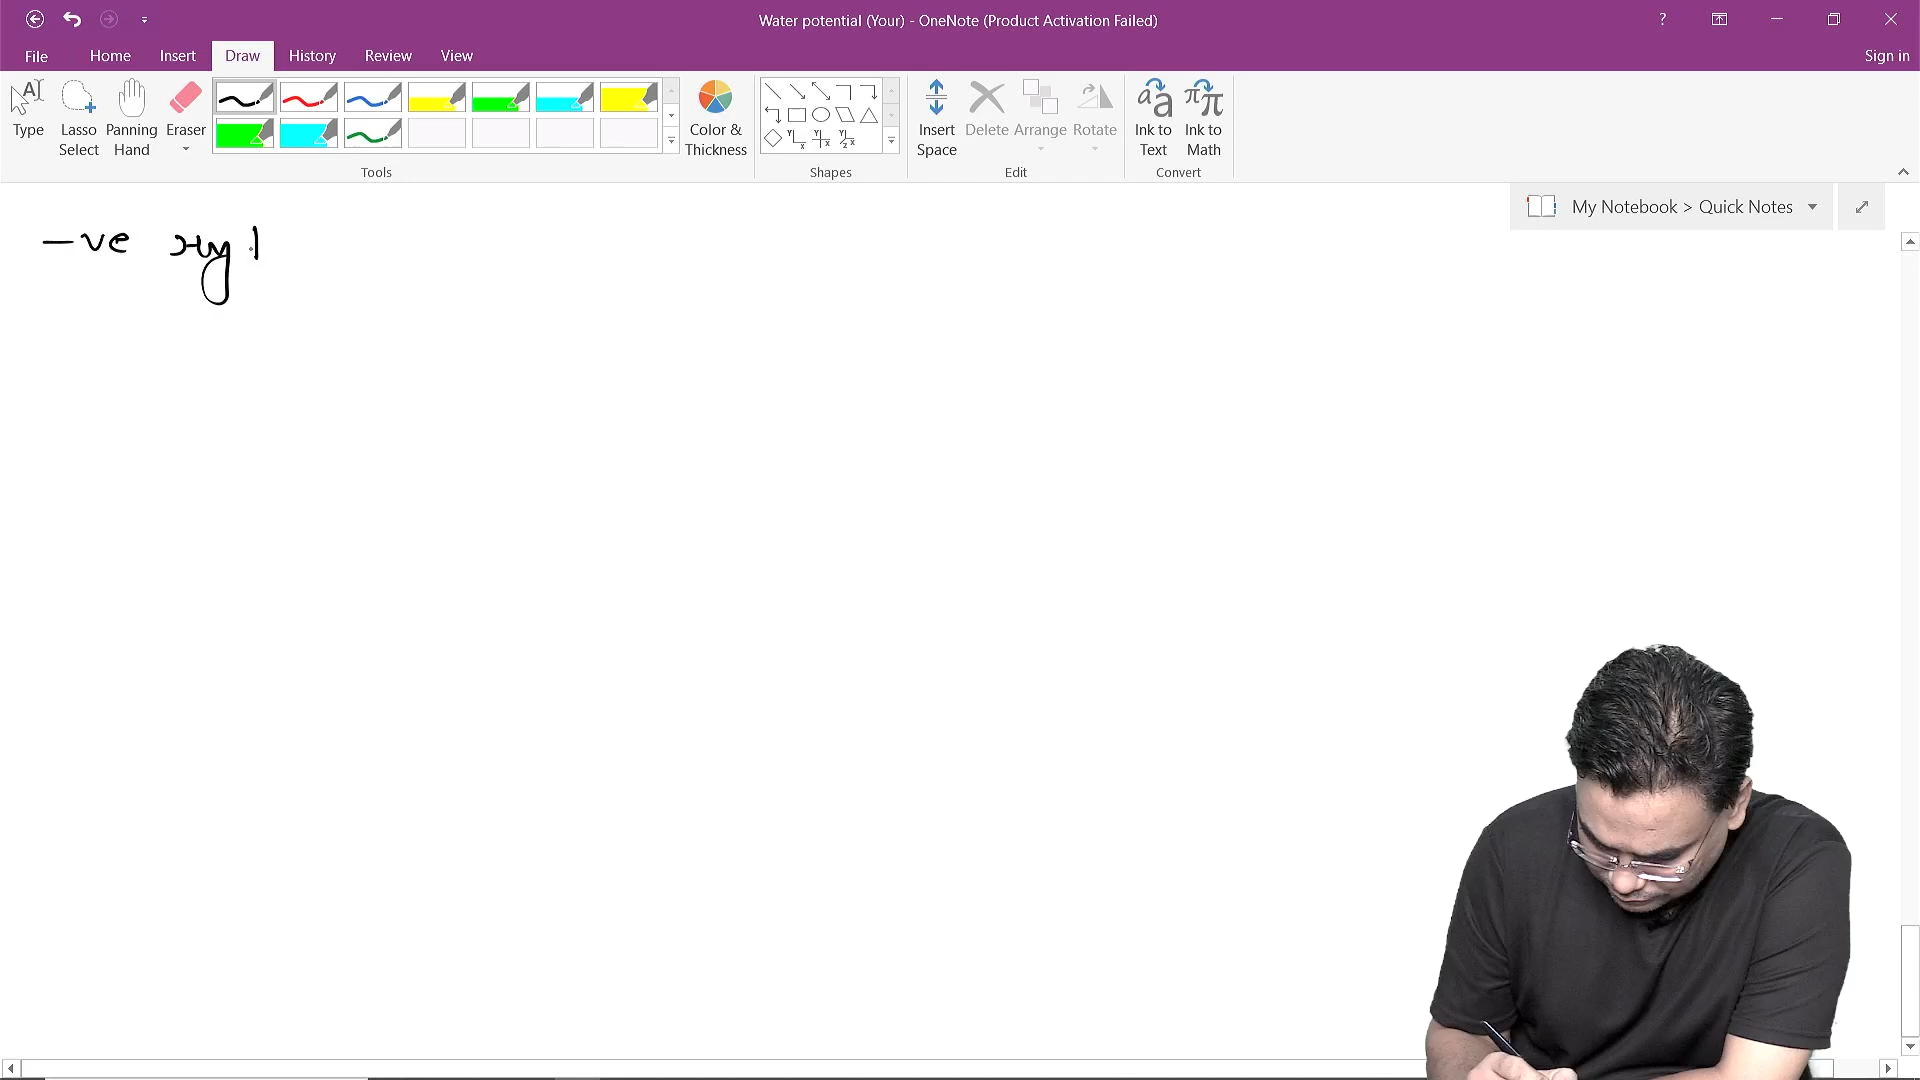 Water potential (Your) - OneNote (Product Activation Failed)
?
File Home Insert Draw History Review View
Sign in
Type
Lasso Select
Panning Hand
Eraser
Color & Thickness
Insert Space
Delete
Arrange
Rotate
Ink to Text
Ink to Math
Tools
Shapes
Edit
Convert
My Notebook > Quick Notes
-ve xyl